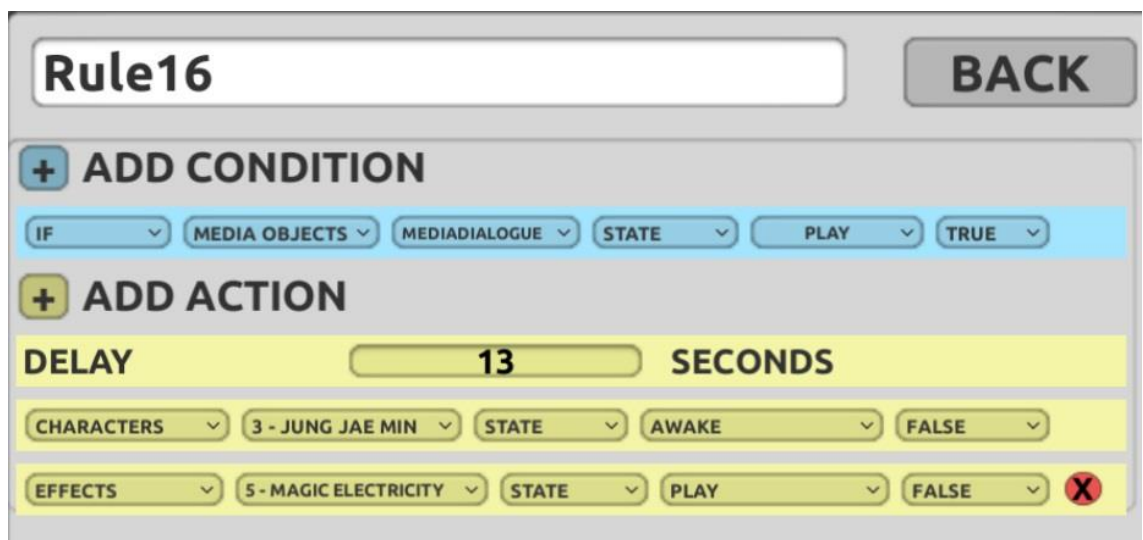 Rule16 BACK
+ ADD CONDITION
IF MEDIA OBJECTS MEDIADIALOGUE STATE PLAY TRUE
+ ADD ACTION
DELAY 13 SECONDS
CHARACTERS 3 - JUNG JAE MIN STATE AWAKE FALSE
EFFECTS 5 - MAGIC ELECTRICITY STATE PLAY FALSE X